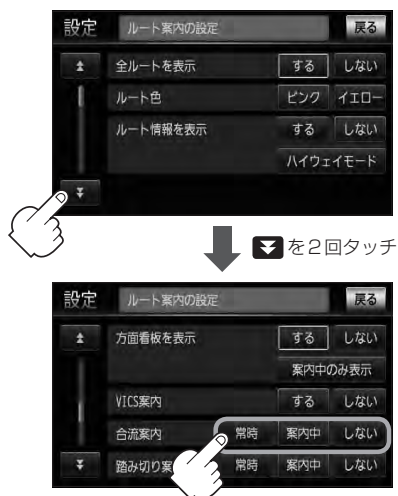 設定 ルート案内の設定 戻る
全ルートを表示 する しない
ルート色 ピンク イエロー
ルート情報を表示 する しない
ハイウェイモード
を2回タッチ
設定 ルート案内の設定 戻る
方面看板を表示 する しない
案内中のみ表示
VICS案内 する しない
合流案内 常時 案内中 しない
踏み切り案 常時 案内中 しない